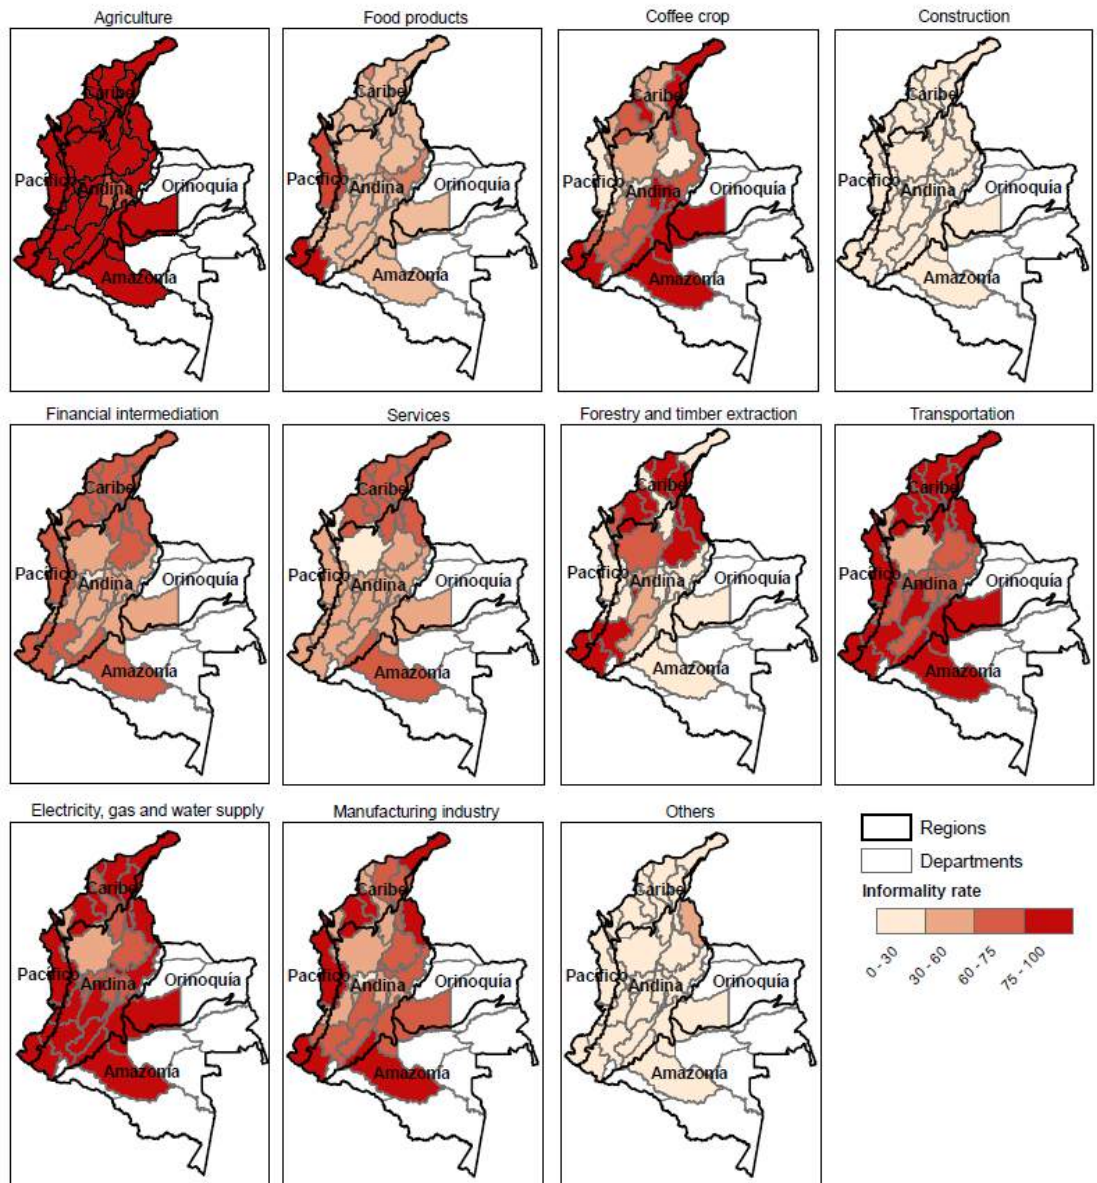 Agriculture
Food products
Coffee crop
Construction
Caribe
Pacífico
Andina
Orinoquía
Amazonía
Caribe
Pacífico
Andina
Orinoquía
Amazonía
Caribe
Pacífico
Andina
Orinoquía
Amazonía
Caribe
Pacífico
Andina
Orinoquía
Amazonía
Financial intermediation
Services
Forestry and timber extraction
Transportation
Caribe
Pacífico
Andina
Orinoquía
Amazonía
Caribe
Pacífico
Andina
Orinoquía
Amazonía
Caribe
Pacífico
Andina
Orinoquía
Amazonía
Caribe
Pacífico
Andina
Orinoquía
Amazonía
Electricity, gas and water supply
Manufacturing industry
Others
Caribe
Pacífico
Andina
Orinoquía
Amazonía
Caribe
Pacífico
Andina
Orinoquía
Amazonía
Caribe
Pacífico
Andina
Orinoquía
Amazonía
Regions
Departments
Informality rate
0 - 30
30 - 60
60 - 75
75 - 100